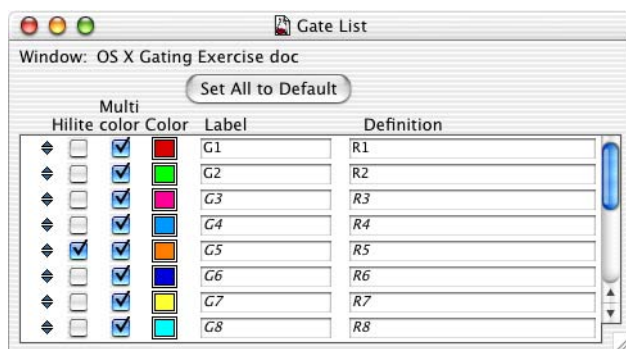 Gate List
Window: OS X Gating Exercise doc
Set All to Default
Multi
Hilite color Color Label Definition
G1 R1
G2 R2
G3 R3
G4 R4
G5 R5
G6 R6
G7 R7
G8 R8